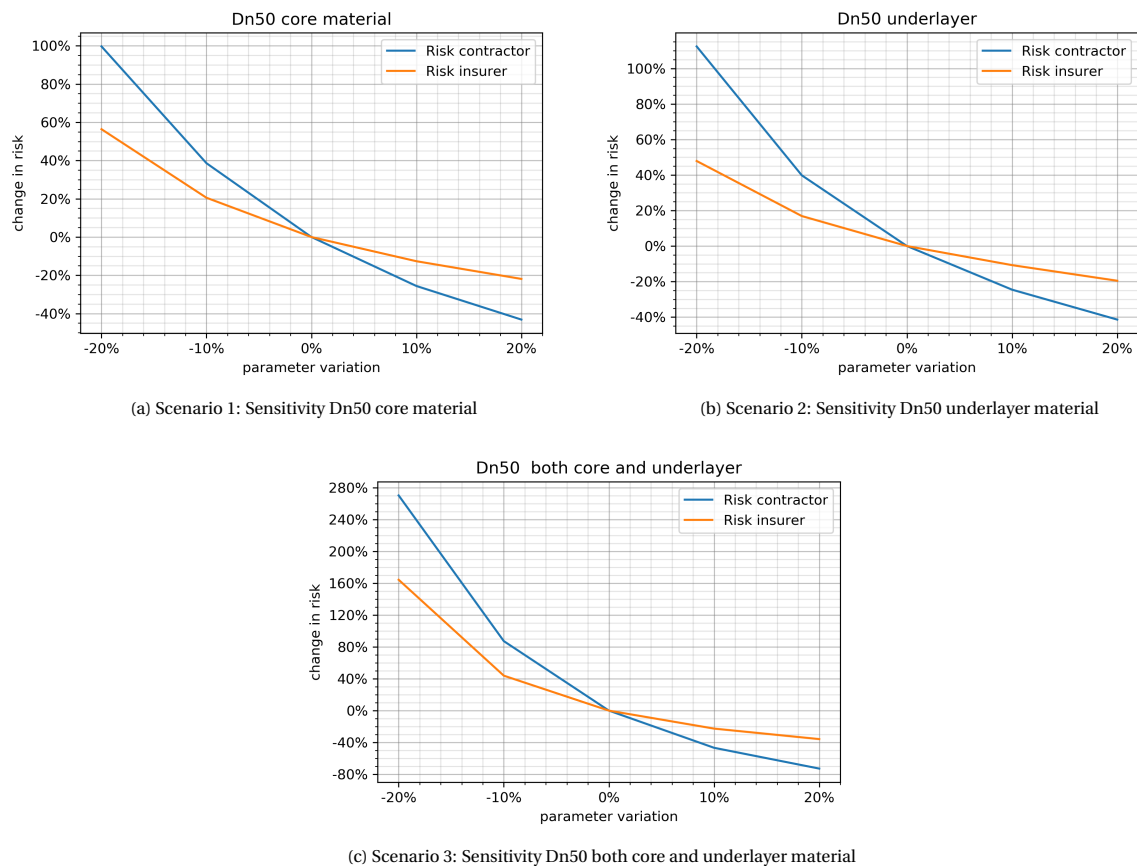 Dn50 core material
100%
80%
60%
40%
20%
0%
-20%
-40%
change in risk
Risk contractor
Risk insurer
-20%
-10%
0%
10%
20%
parameter variation
(a) Scenario 1: Sensitivity Dn50 core material
Dn50 underlayer
100%
80%
60%
40%
20%
0%
-20%
-40%
change in risk
Risk contractor
Risk insurer
-20%
-10%
0%
10%
20%
parameter variation
(b) Scenario 2: Sensitivity Dn50 underlayer material
Dn50  both core and underlayer
280%
240%
200%
160%
120%
80%
40%
0%
-40%
-80%
change in risk
Risk contractor
Risk insurer
-20%
-10%
0%
10%
20%
parameter variation
(c) Scenario 3: Sensitivity Dn50 both core and underlayer material